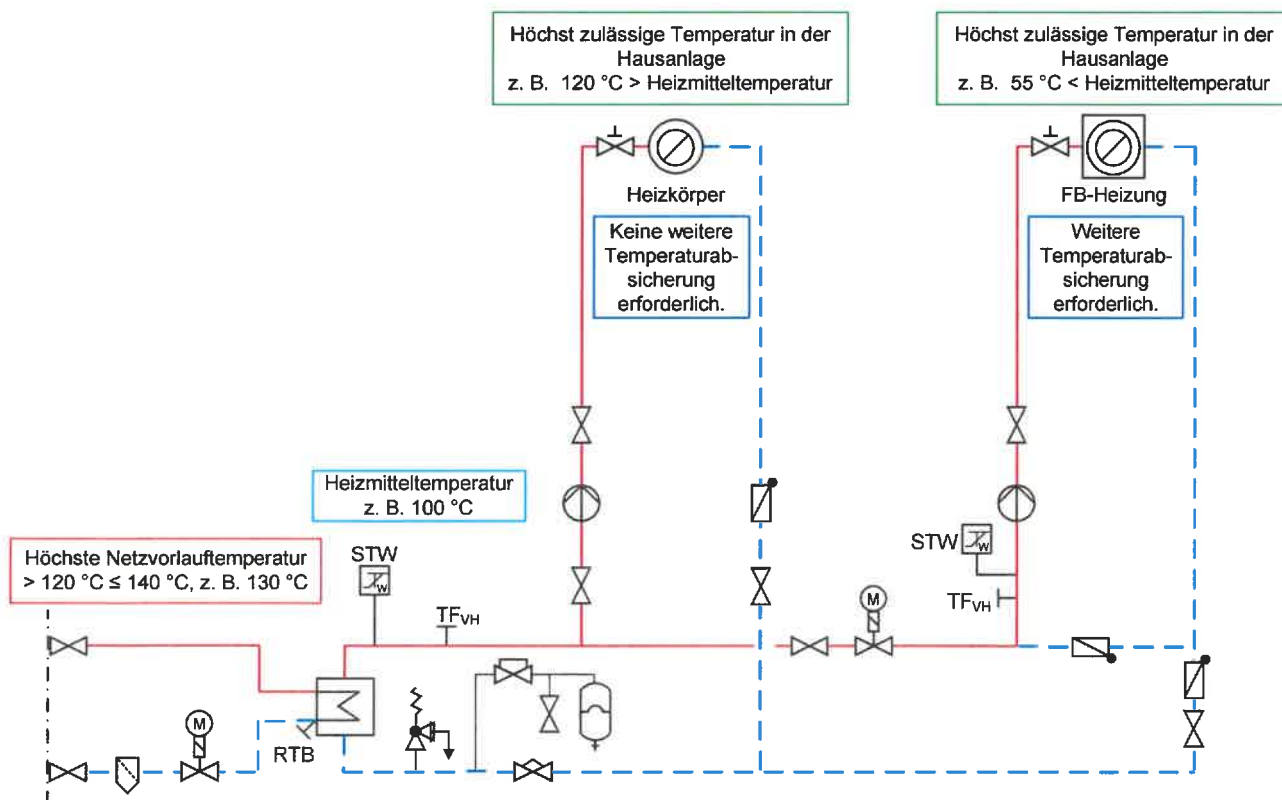 Höchst zulässige Temperatur in der
Hausanlage
z. B. 120 °C > Heizmitteltemperatur
Höchst zulässige Temperatur in der
Hausanlage
z. B. 55 °C < Heizmitteltemperatur
Heizkörper
FB-Heizung
Keine weitere
Temperaturab-
sicherung
erforderlich.
Weitere
Temperaturab-
sicherung
erforderlich.
Heizmitteltemperatur
z. B. 100 °C
Höchste Netzvorlauftemperatur
> 120 °C ≤ 140 °C, z. B. 130 °C
STW
W
STW
W
TFVH
TFVH
M
M
RTB